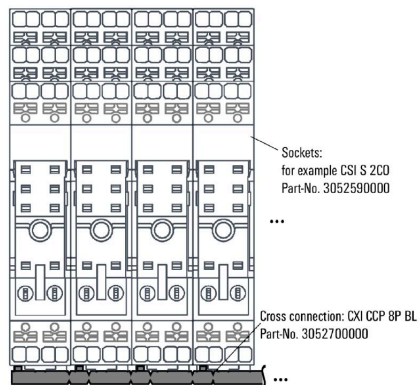 Sockets:
for example CSI S 2CO
Part-No. 3052590000
...
Cross connection: CXI CCP 8P BL
Part-No. 3052700000
...